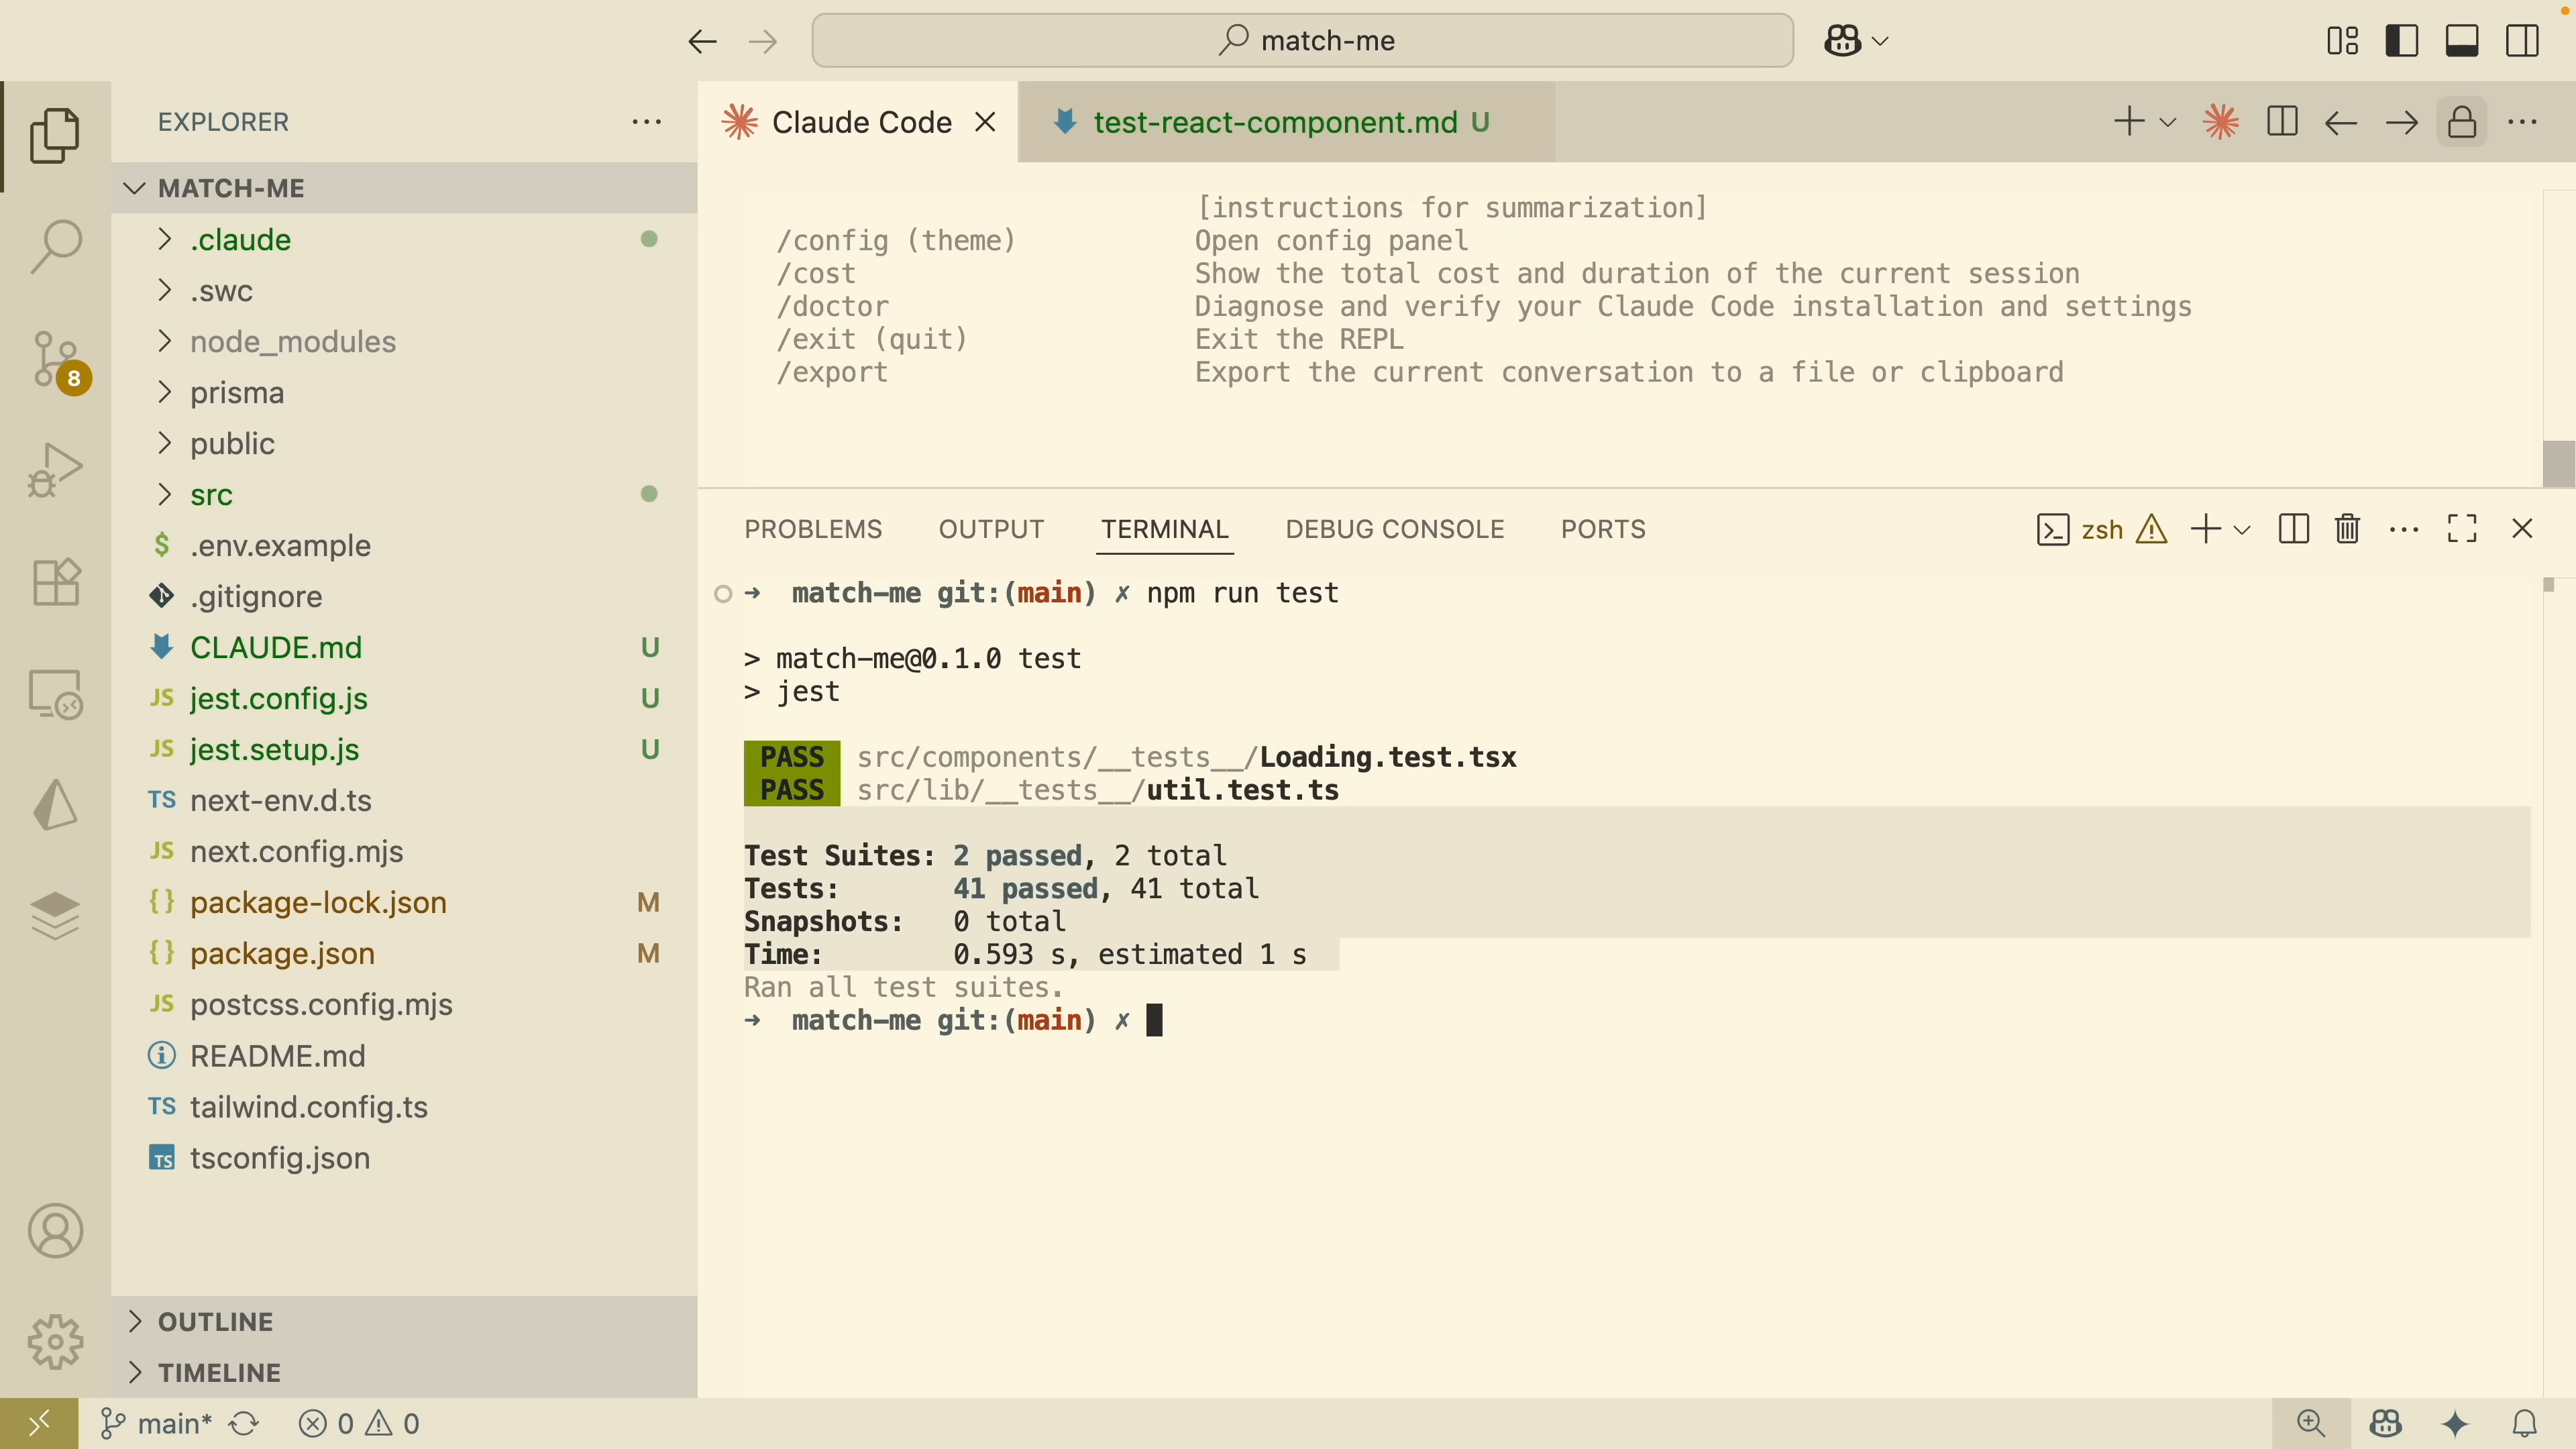 match-me
EXPLORER
MATCH-ME
.claude
.swc
node_modules
prisma
public
src
$ .env.example
.gitignore
CLAUDE.md U
JS jest.config.js U
JS jest.setup.js U
TS next-env.d.ts
JS next.config.mjs
{ } package-lock.json M
{ } package.json M
JS postcss.config.mjs
README.md
TS tailwind.config.ts
TS tsconfig.json
OUTLINE
TIMELINE
8
Claude Code
test-react-component.md U
[instructions for summarization]
/config (theme) Open config panel
/cost Show the total cost and duration of the current session
/doctor Diagnose and verify your Claude Code installation and settings
/exit (quit) Exit the REPL
/export Export the current conversation to a file or clipboard
PROBLEMS OUTPUT TERMINAL DEBUG CONSOLE PORTS
zsh
➜ match-me git:(main) ✗ npm run test
> match-me@0.1.0 test
> jest
PASS src/components/__tests__/Loading.test.tsx
PASS src/lib/__tests__/util.test.ts
Test Suites: 2 passed, 2 total
Tests: 41 passed, 41 total
Snapshots: 0 total
Time: 0.593 s, estimated 1 s
Ran all test suites.
➜ match-me git:(main) ✗
main* 0 0